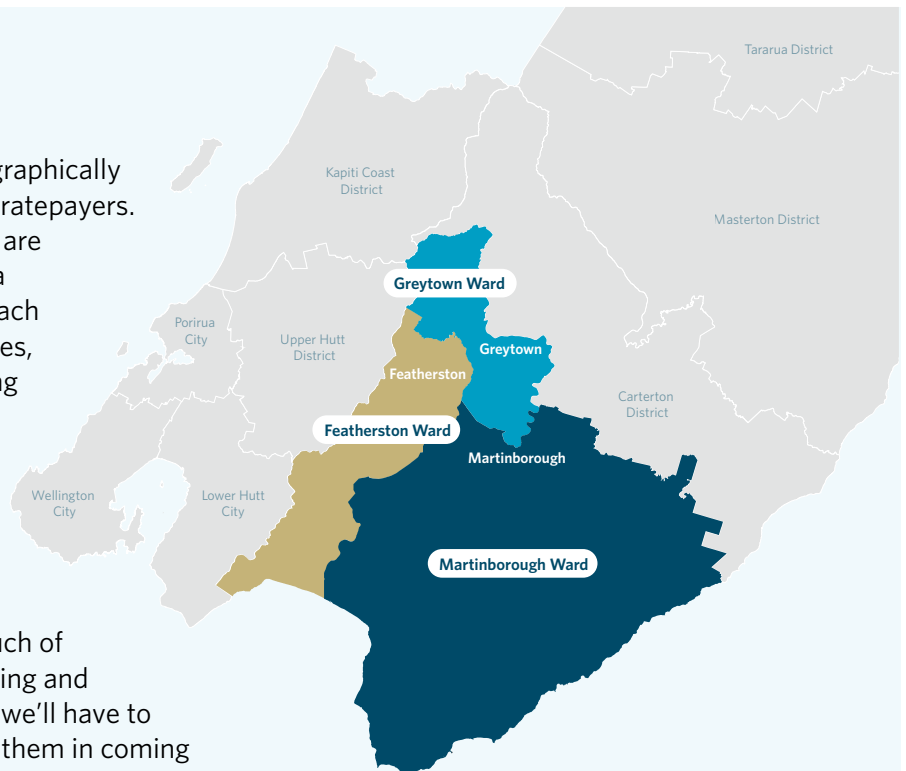 graphically
ratepayers.
are
a
ach
es,
ng
uch of
ing and
we'll have to
them in coming
Tararua District
Kapiti Coast
District
Masterton District
Greytown Ward
Porirua
City
Upper Hutt
District
Greytown
Featherston
Carterton
District
Featherston Ward
Martinborough
Wellington
City
Lower Hutt
City
Martinborough Ward